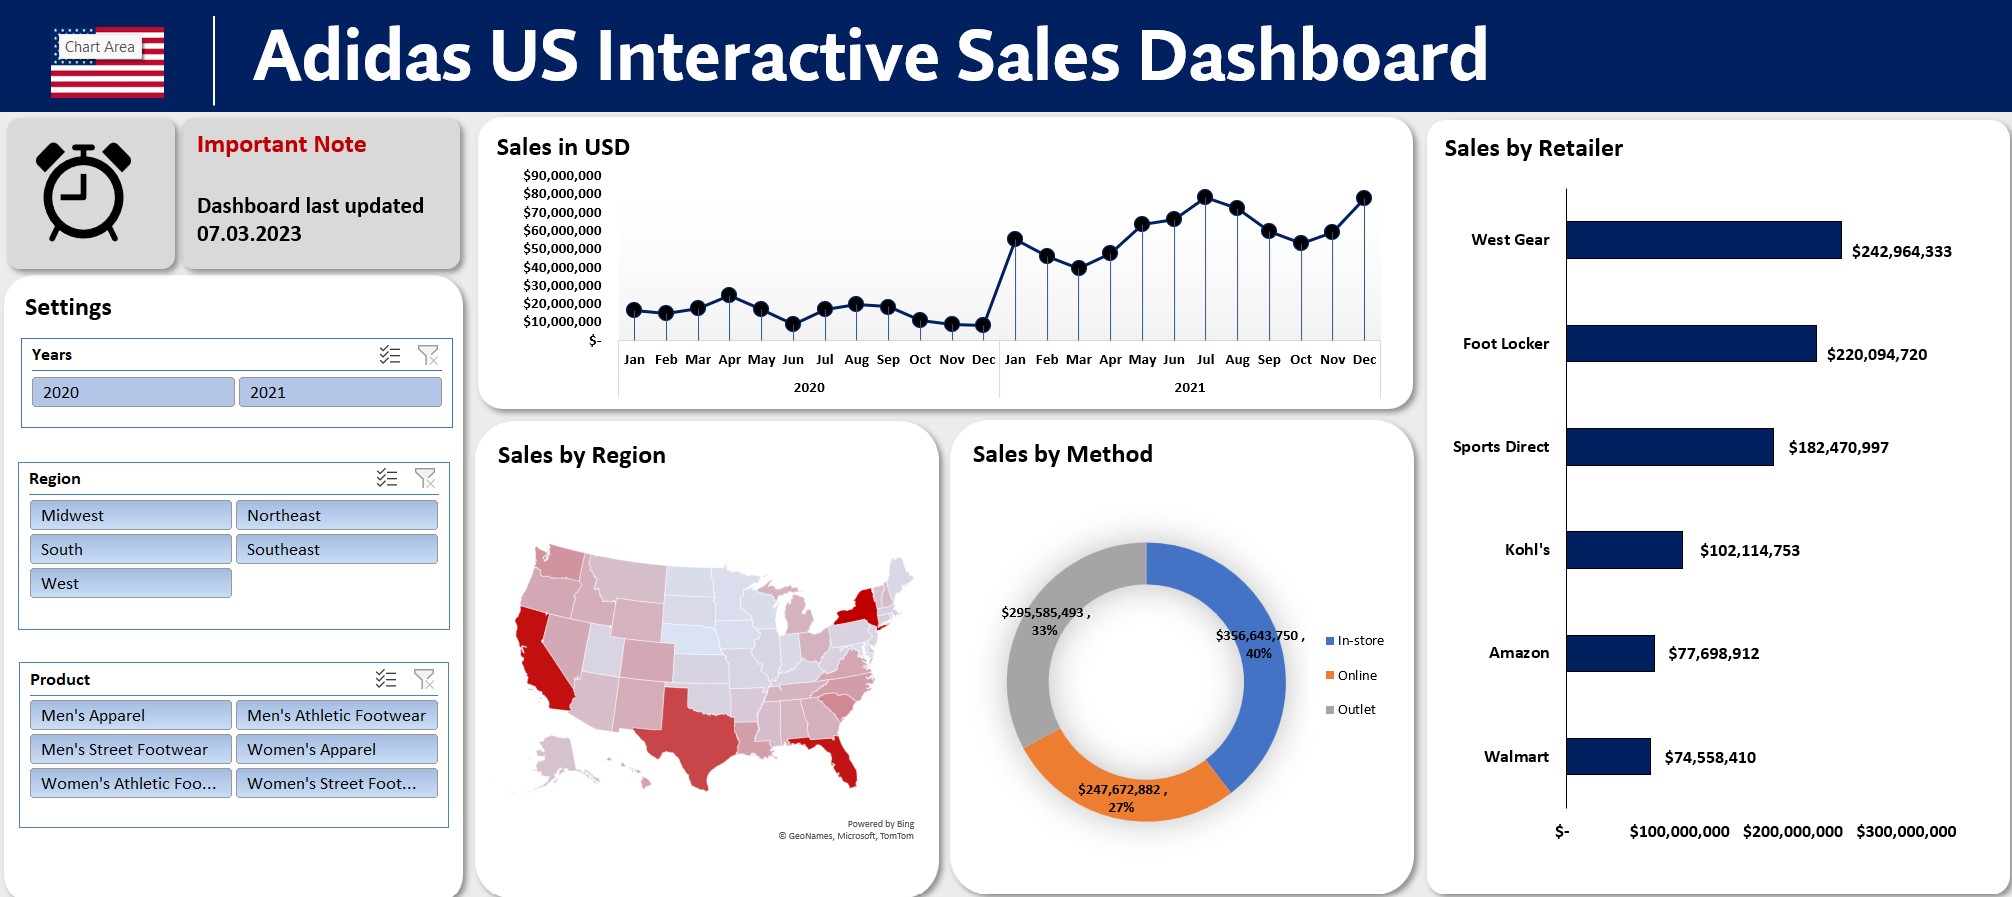 Chart Area
Adidas US Interactive Sales Dashboard
Important Note
Dashboard last updated
07.03.2023
Settings
Years
2020
2021
Region
Midwest
Northeast
South
Southeast
West
Product
Men's Apparel
Men's Athletic Footwear
Men's Street Footwear
Women's Apparel
Women's Athletic Foo...
Women's Street Foot...
Sales in USD
$90,000,000
$80,000,000
$70,000,000
$60,000,000
$50,000,000
$40,000,000
$30,000,000
$20,000,000
$10,000,000
$-
Jan Feb Mar Apr May Jun Jul Aug Sep Oct Nov Dec Jan Feb Mar Apr May Jun Jul Aug Sep Oct Nov Dec
2020 2021
Sales by Region
Powered by Bing
© GeoNames, Microsoft, TomTom
Sales by Method
$295,585,493 ,
33%
$356,643,750 ,
40%
$247,672,882 ,
27%
In-store
Online
Outlet
Sales by Retailer
West Gear $242,964,333
Foot Locker $220,094,720
Sports Direct $182,470,997
Kohl's $102,114,753
Amazon $77,698,912
Walmart $74,558,410
$- $100,000,000 $200,000,000 $300,000,000